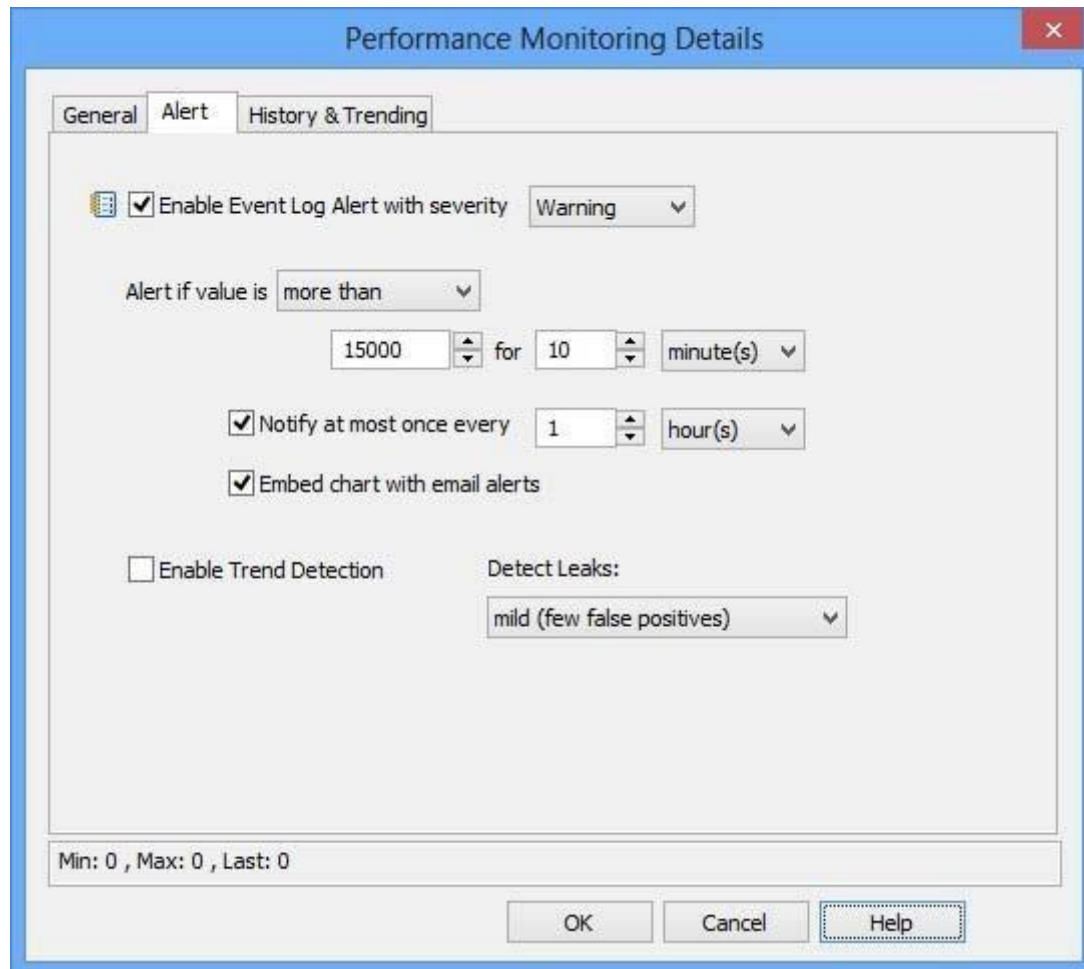 Performance Monitoring Details
General Alert History & Trending
Enable Event Log Alert with severity Warning
Alert if value is more than
15000 for 10 minute(s)
Notify at most once every 1 hour(s)
Embed chart with email alerts
Enable Trend Detection Detect Leaks:
mild (few false positives)
Min: 0 , Max: 0 , Last: 0
OK Cancel Help